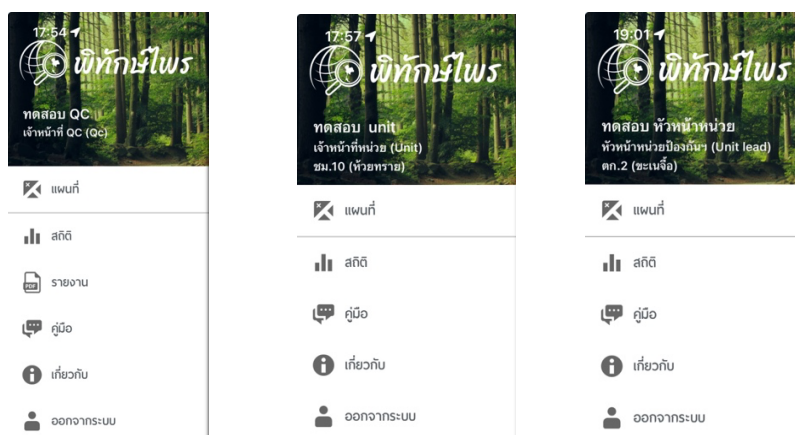 17:54
พิทักษ์ไพร
ทดสอบ QC
เจ้าหน้าที่ QC (Qc)
แผนที่
สถิติ
PDF รายงาน
คู่มือ
เกี่ยวกับ
ออกจากระบบ
17:57
พิทักษ์ไพร
ทดสอบ unit
เจ้าหน้าที่หน่วย (Unit)
ชม.10 (ห้วยทราย)
แผนที่
สถิติ
คู่มือ
เกี่ยวกับ
ออกจากระบบ
19:01
พิทักษ์ไพร
ทดสอบ หัวหน้าหน่วย
หัวหน้าหน่วยป้องกันฯ (Unit lead)
ตก.2 (ขะเนจื้อ)
แผนที่
สถิติ
คู่มือ
เกี่ยวกับ
ออกจากระบบ